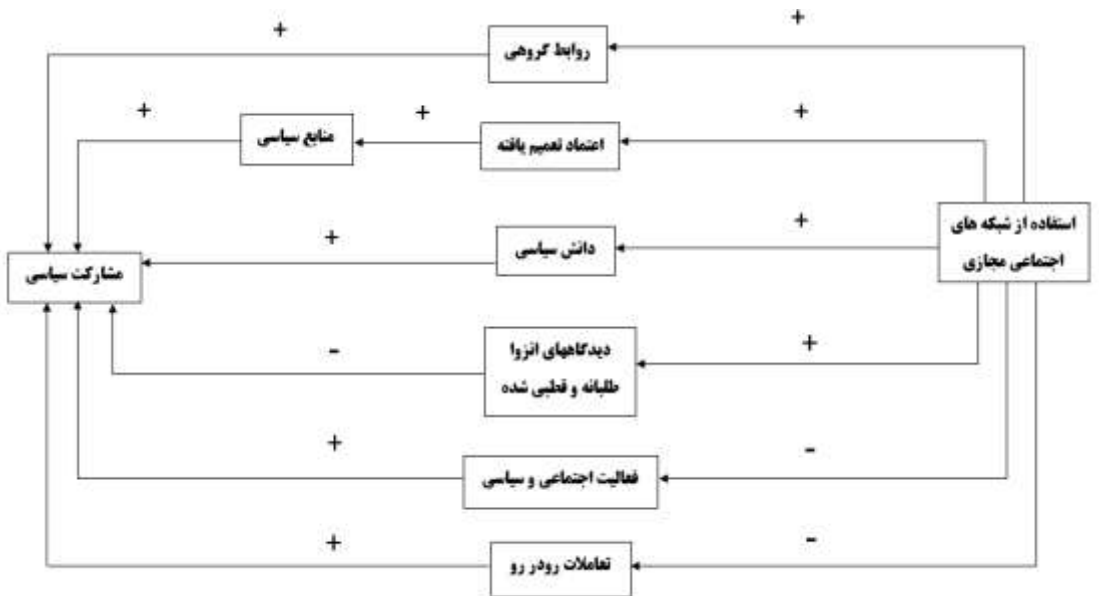 +
+
روابط گروهی
+
+
+
اعتماد تعمیم یافته
منابع سیاسی
استفاده از شبکه های
اجتماعی مجازی
+
+
دانش سیاسی
مشارکت سیاسی
+
-
دیدگاههای انزوا
طلبانه و قطبی شده
-
+
فعالیت اجتماعی و سیاسی
-
+
تعاملات رودر رو